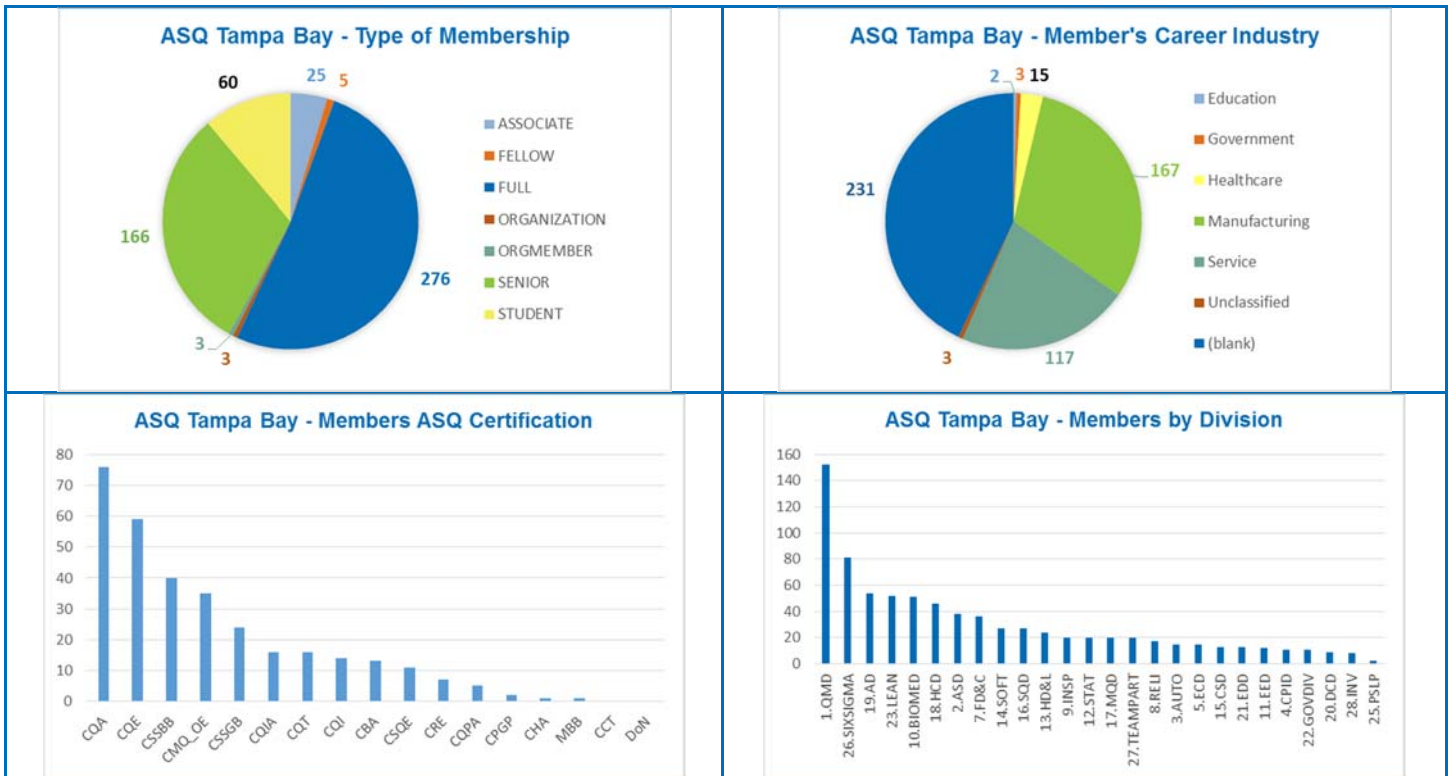 ASQ Tampa Bay - Type of Membership
60
25
5
166
276
3
3
ASSOCIATE
FELLOW
FULL
ORGANIZATION
ORGMEMBER
SENIOR
STUDENT
ASQ Tampa Bay - Member's Career Industry
2
3
15
167
231
3
117
Education
Government
Healthcare
Manufacturing
Service
Unclassified
(blank)
ASQ Tampa Bay - Members ASQ Certification
80
70
60
50
40
30
20
10
0
CQA
CQE
CSSBB
CMQ_OE
CSSGB
CQIA
CQT
CQI
CBA
CSQE
CRE
CQPA
CPGP
CHA
MBB
CCT
DoN
ASQ Tampa Bay - Members by Division
160
140
120
100
80
60
40
20
0
1.QMD
26.SIXSIGMA
19.AD
23.LEAN
10.BIOMED
18.HCD
2.ASD
7.FD&C
14.SOFT
16.SQD
13.HD&L
9.INSP
12.STAT
17.MQD
27.TEAMPART
8.RELI
3.AUTO
5.ECD
15.CSD
21.EDD
11.EED
4.CPID
22.GOVDIV
20.DCD
28.INV
25.PSLP